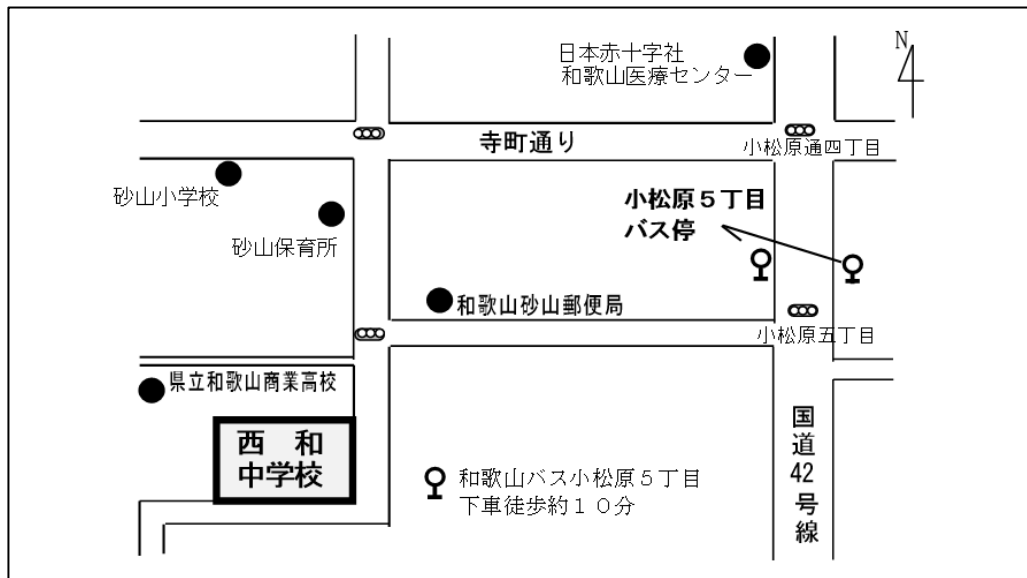 日本赤十字社
和歌山医療センター
N
寺町通り
小松原通四丁目
砂山小学校
小松原５丁目
バス停
砂山保育所
和歌山砂山郵便局
小松原五丁目
県立和歌山商業高校
西　和
中学校
国道42号線
和歌山バス小松原５丁目
下車徒歩約１０分